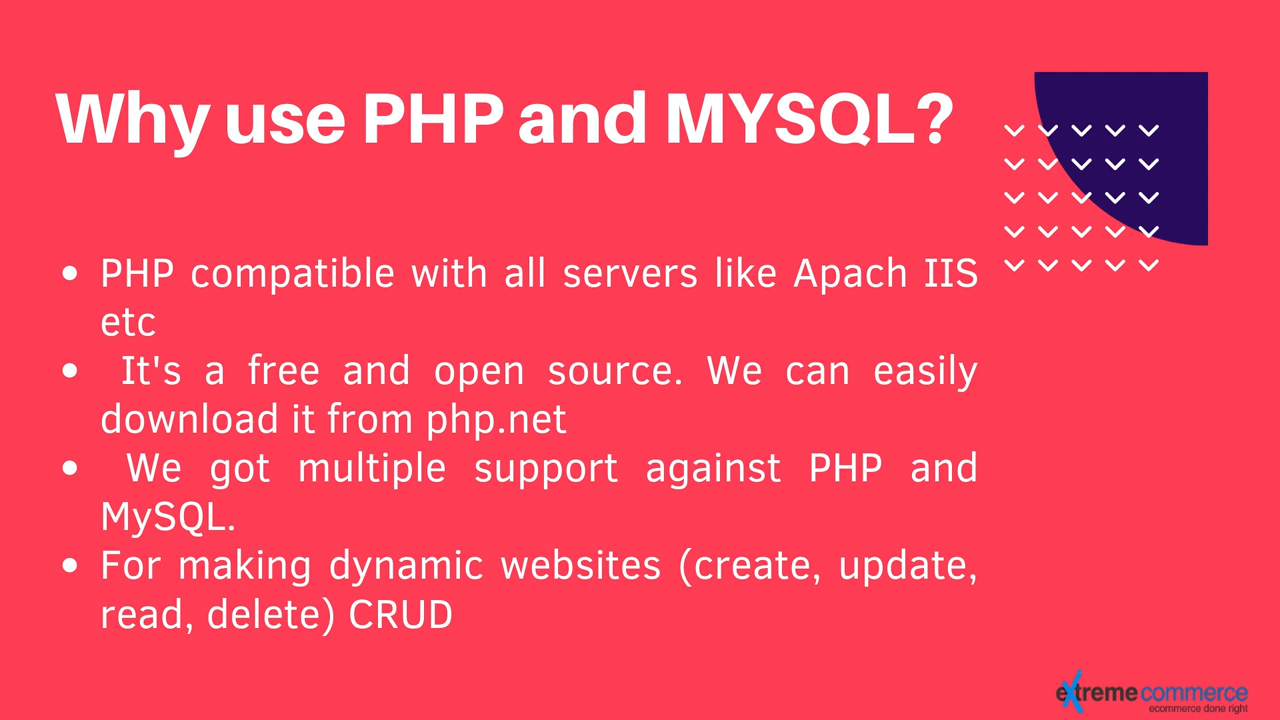 Why use PHP and MYSQL?
• PHP compatible with all servers like Apach IIS
etc
• It's a free and open source. We can easily
download it from php.net
• We got multiple support against PHP and
MySQL.
• For making dynamic websites (create, update,
read, delete) CRUD
extreme commerce
ecommerce done right